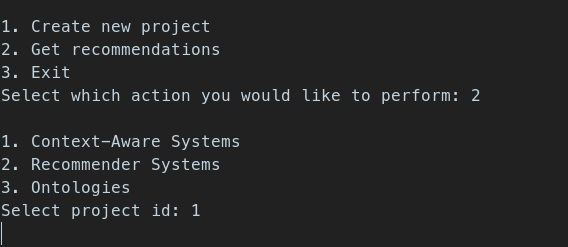 1. Create new project
2. Get recommendations
3. Exit
Select which action you would like to perform: 2
1. Context-Aware Systems
2. Recommender Systems
3. Ontologies
Select project id: 1